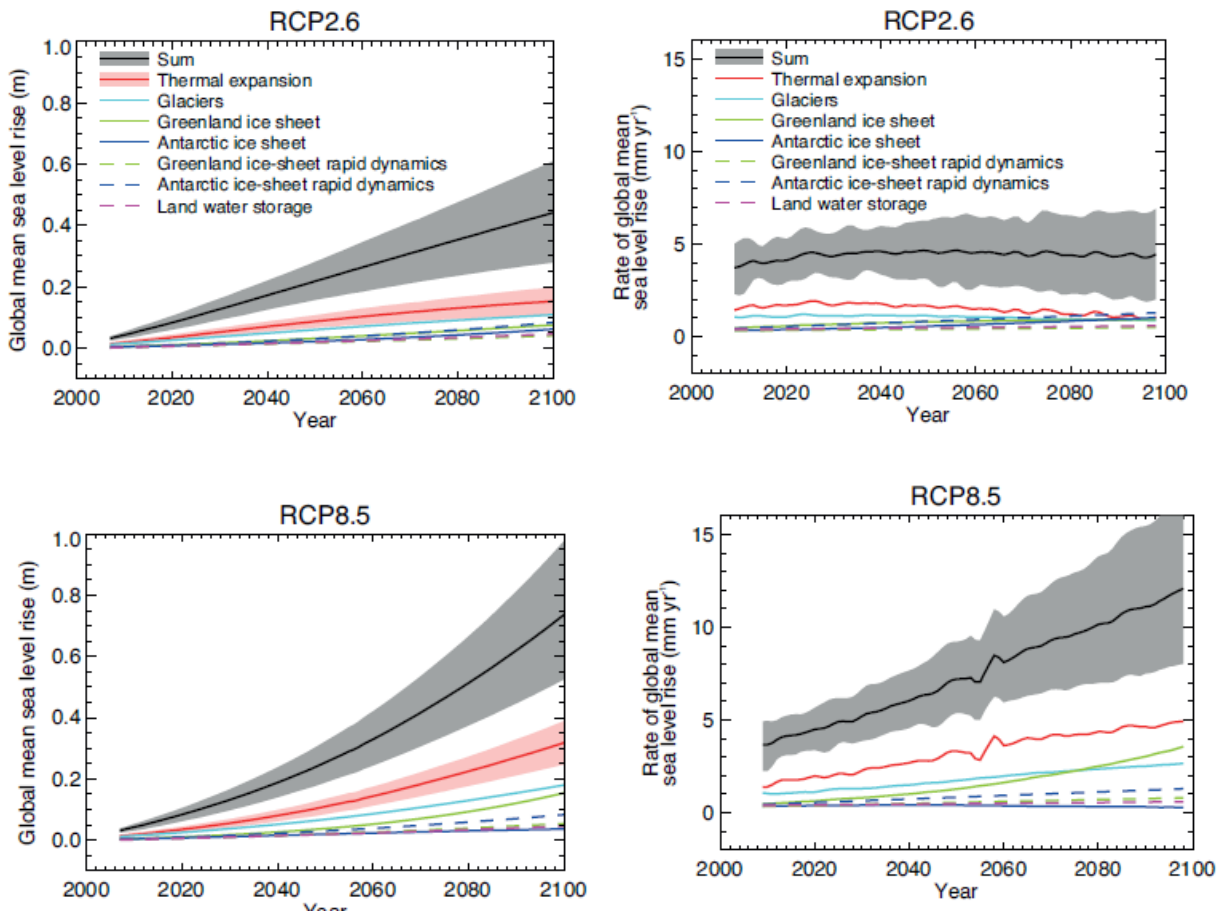 RCP2.6
Global mean sea level rise (m)
1.0
0.8
0.6
0.4
0.2
0.0
Sum
Thermal expansion
Glaciers
Greenland ice sheet
Antarctic ice sheet
Greenland ice-sheet rapid dynamics
Antarctic ice-sheet rapid dynamics
Land water storage
2000 2020 2040 2060 2080 2100
Year
RCP2.6
Rate of global mean
sea level rise (mm yr⁻¹)
15
10
5
0
Sum
Thermal expansion
Glaciers
Greenland ice sheet
Antarctic ice sheet
Greenland ice-sheet rapid dynamics
Antarctic ice-sheet rapid dynamics
Land water storage
2000 2020 2040 2060 2080 2100
Year
RCP8.5
Global mean sea level rise (m)
1.0
0.8
0.6
0.4
0.2
0.0
2000 2020 2040 2060 2080 2100
Year
RCP8.5
Rate of global mean
sea level rise (mm yr⁻¹)
15
10
5
0
2000 2020 2040 2060 2080 2100
Year